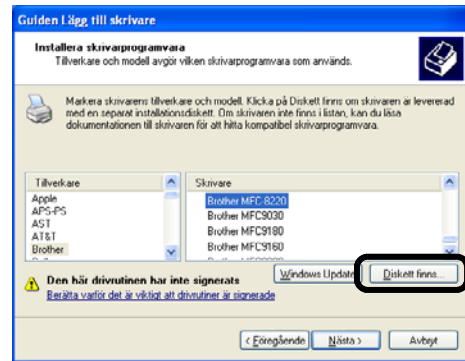 Guiden Lägg till skrivare
Installera skrivarprogramvara
Tillverkare och modell avgör vilken skrivarprogramvara som används.
Markera skrivarens tillverkare och modell. Klicka på Diskett finns om skrivaren är levererad
med en separat installationsdiskett. Om skrivaren inte finns i listan, kan du läsa
dokumentationen till skrivaren för att hitta kompatibel skrivarprogramvara.
Tillverkare
Apple
APS-PS
AST
AT&T
Brother
Skrivare
Brother MFC-8220
Brother MFC9030
Brother MFC9180
Brother MFC9160
Den här drivrutinen har inte signerats
Berätta varför det är viktigt att drivrutiner är signerade
Windows Update
Diskett finns...
< Föregående
Nästa >
Avbryt